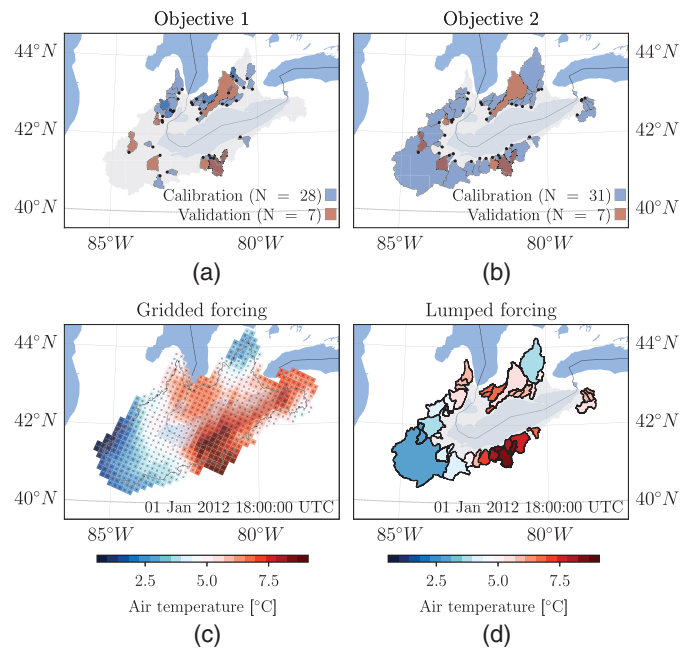 Objective 1
Objective 2
44°N
42°N
40°N
Calibration (N = 28)
Validation (N = 7)
Calibration (N = 31)
Validation (N = 7)
44°N
42°N
40°N
85°W
80°W
85°W
80°W
(a)
(b)
Gridded forcing
Lumped forcing
44°N
42°N
40°N
01 Jan 2012 18:00:00 UTC
01 Jan 2012 18:00:00 UTC
44°N
42°N
40°N
85°W
80°W
85°W
80°W
2.5
5.0
7.5
2.5
5.0
7.5
Air temperature [°C]
Air temperature [°C]
(c)
(d)